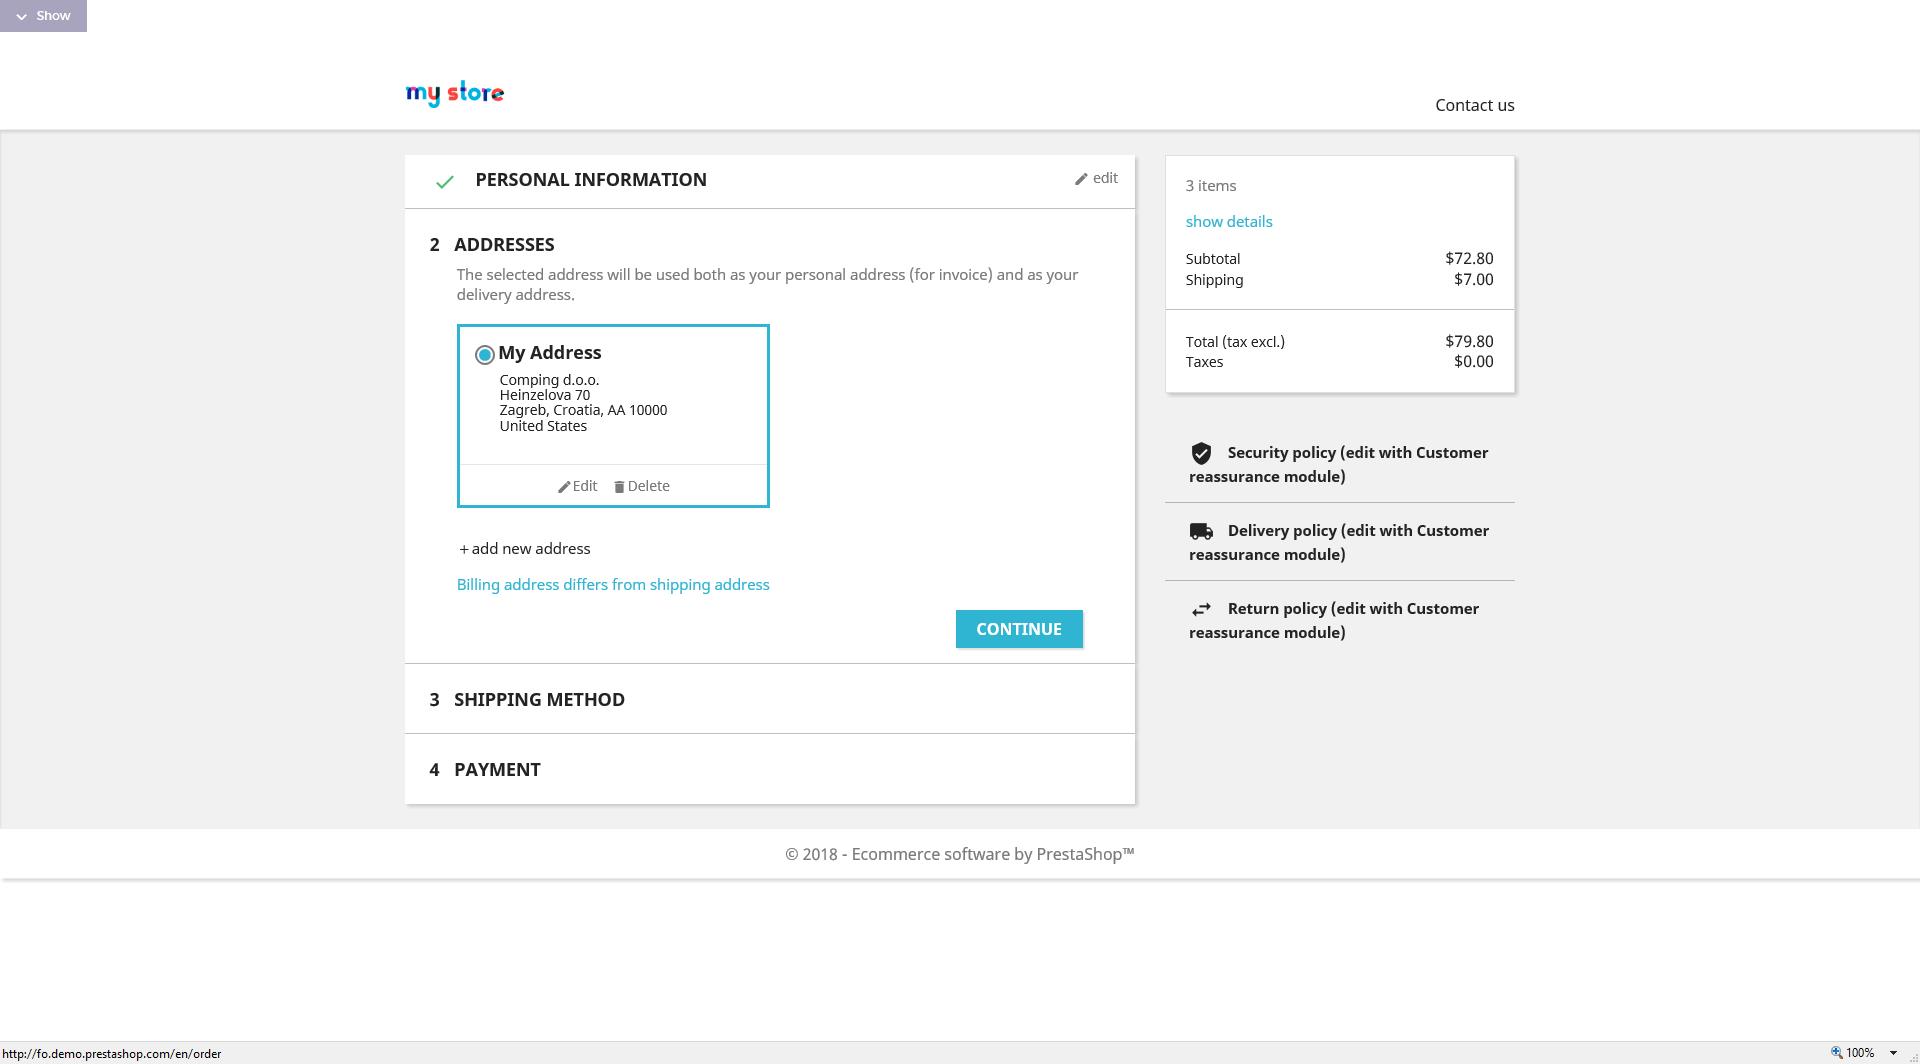 Show
my store
Contact us
PERSONAL INFORMATION
edit
2 ADDRESSES
The selected address will be used both as your personal address (for invoice) and as your
delivery address.
My Address
Comping d.o.o.
Heinzelova 70
Zagreb, Croatia, AA 10000
United States
Edit Delete
+ add new address
Billing address differs from shipping address
CONTINUE
3 SHIPPING METHOD
4 PAYMENT
3 items
show details
Subtotal $72.80
Shipping $7.00
Total (tax excl.) $79.80
Taxes $0.00
Security policy (edit with Customer
reassurance module)
Delivery policy (edit with Customer
reassurance module)
Return policy (edit with Customer
reassurance module)
© 2018 - Ecommerce software by PrestaShop™
http://fo.demo.prestashop.com/en/order
100%